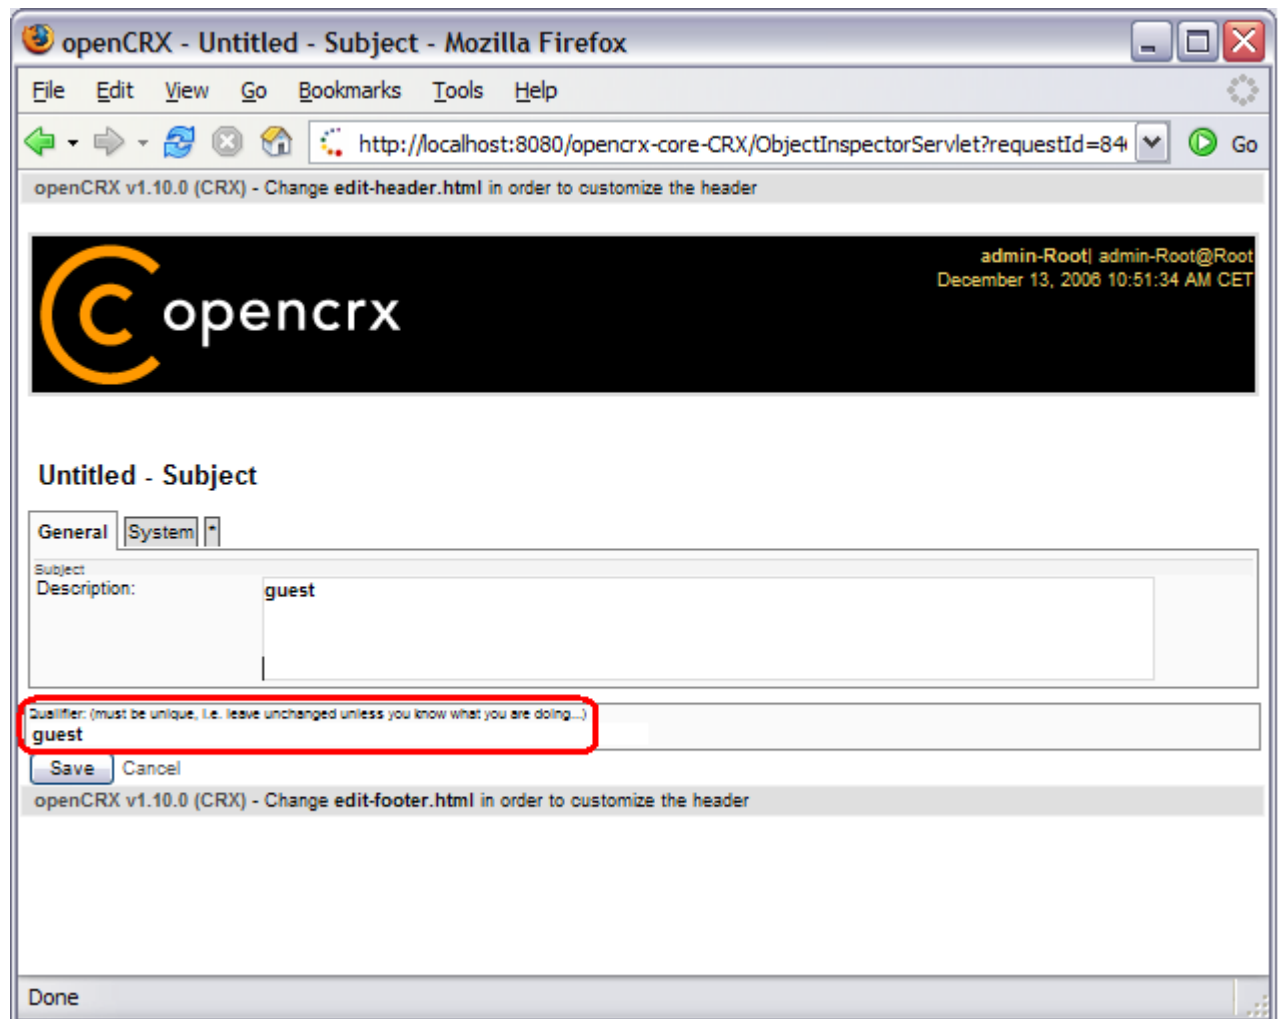 openCRX - Untitled - Subject - Mozilla Firefox
File Edit View Go Bookmarks Tools Help
http://localhost:8080/opencrx-core-CRX/ObjectInspectorServlet?requestId=84 Go
openCRX v1.10.0 (CRX) - Change edit-header.html in order to customize the header
admin-Root| admin-Root@Root
December 13, 2006 10:51:34 AM CET
opencrx
Untitled - Subject
General System *
Subject
Description: guest
Qualifier: (must be unique, i.e. leave unchanged unless you know what you are doing...)
guest
Save Cancel
openCRX v1.10.0 (CRX) - Change edit-footer.html in order to customize the header
Done